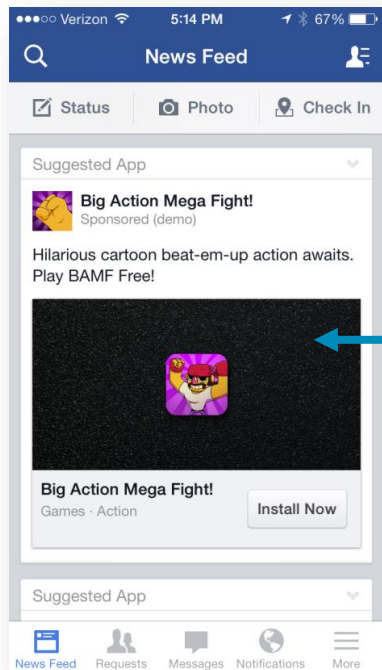 Verizon 5:14 PM 67%
News Feed
Status Photo Check In
Suggested App
Big Action Mega Fight!
Sponsored (demo)
Hilarious cartoon beat-em-up action awaits.
Play BAMF Free!
Big Action Mega Fight!
Games · Action
Install Now
Suggested App
News Feed Requests Messages Notifications More